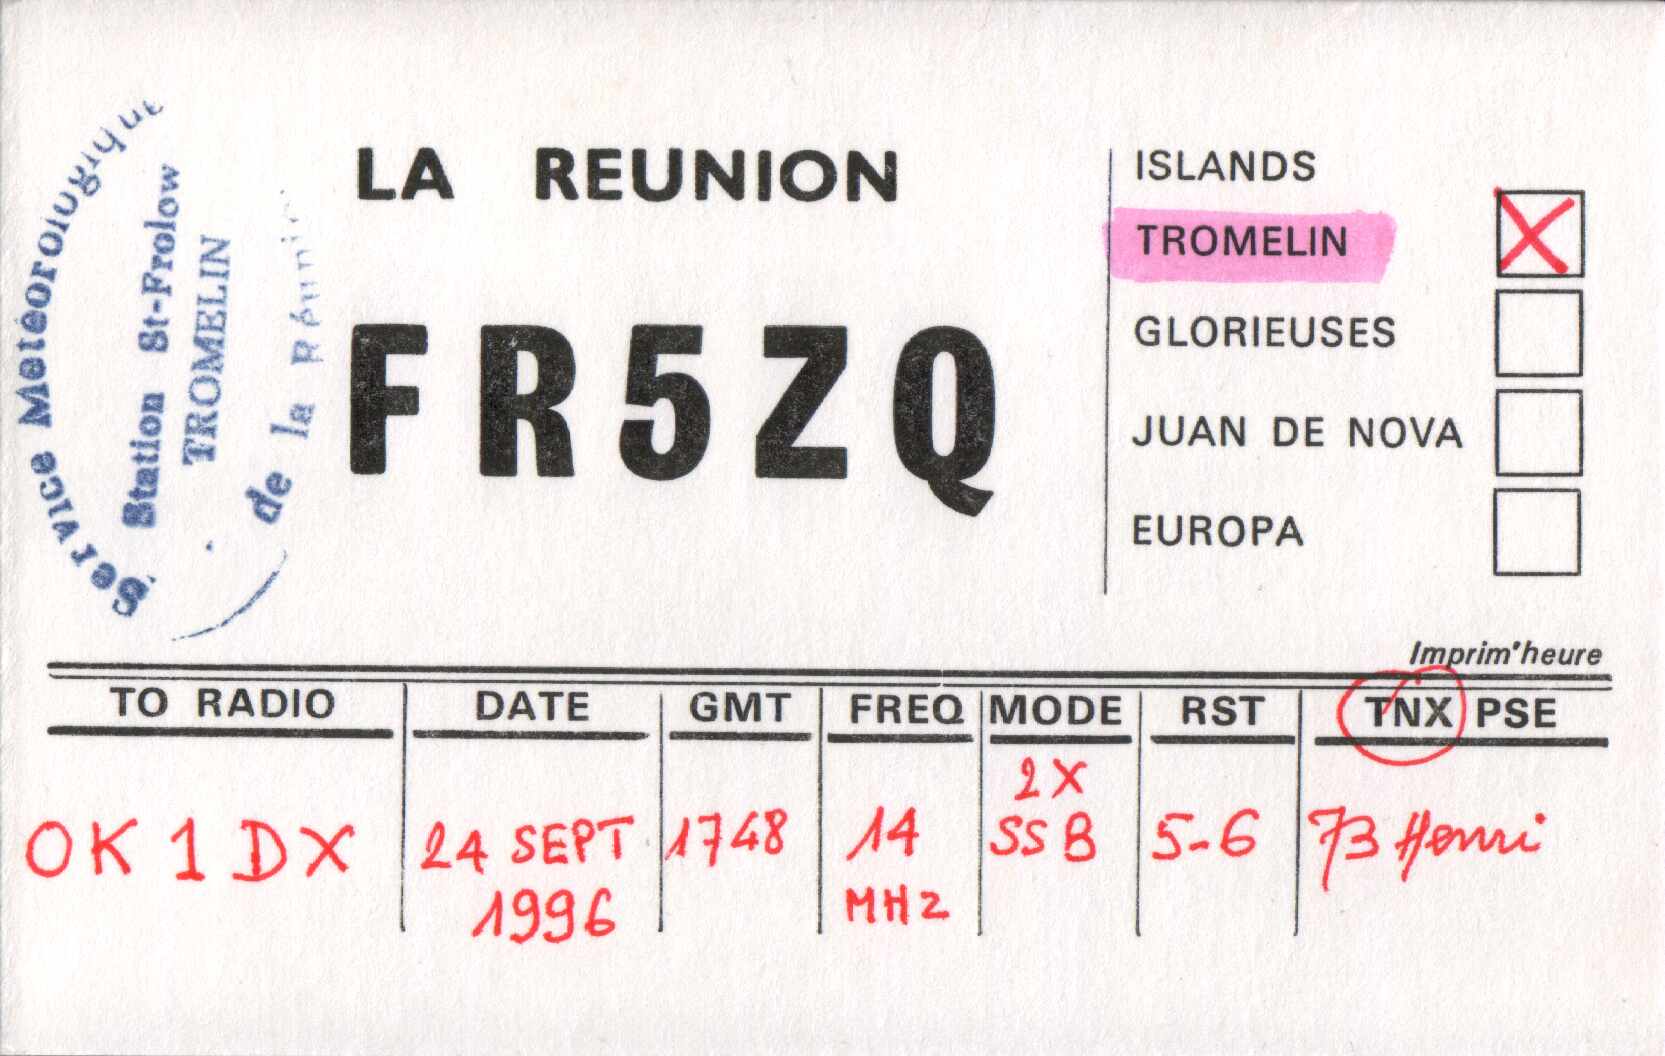 Service Météorologique
Station St-Frolow
TROMELIN
de la Réunion
LA REUNION
FR5ZQ
ISLANDS
TROMELIN X
GLORIEUSES
JUAN DE NOVA
EUROPA
Imprim'heure
TO RADIO DATE GMT FREQ MODE RST TNX PSE
OK1DX 24 SEPT 1748 14 2X 5-6 73 Henri
1996 MHz SSB